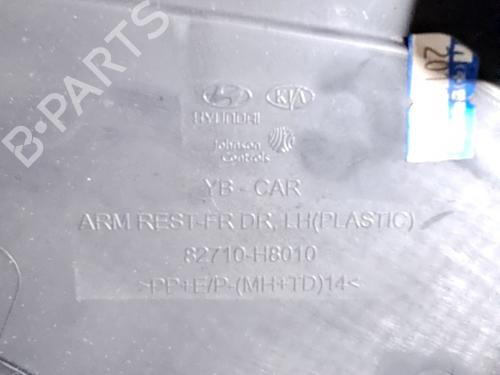 HYUNDAI KIA
Johnson Controls
YB - CAR
ARM REST-FR DR, LH(PLASTIC)
82710-H8010
>PP+E/P-(MH+TD)14<
B-PARTS